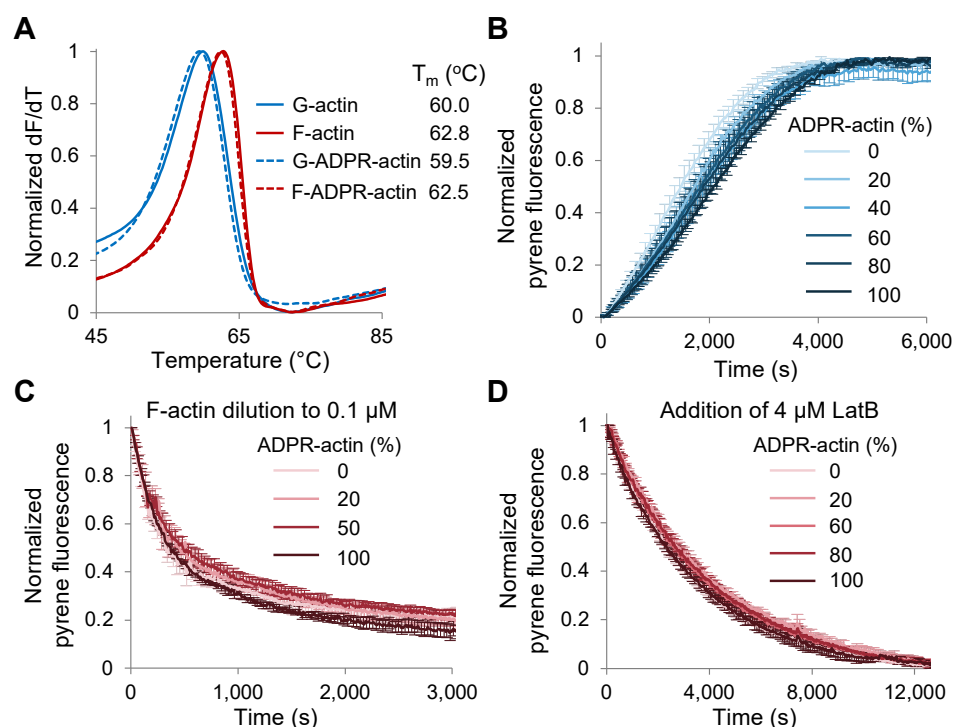 A
Normalized dF/dT
1
0.8
0.6
0.4
0.2
0
45
65
85
Temperature (°C)
Tm (oC)
G-actin 60.0
F-actin 62.8
G-ADPR-actin 59.5
F-ADPR-actin 62.5
B
Normalized
pyrene fluorescence
1
0.8
0.6
0.4
0.2
0
0
2,000
4,000
6,000
Time (s)
ADPR-actin (%)
0
20
40
60
80
100
C
F-actin dilution to 0.1 µM
Normalized
pyrene fluorescence
1
0.8
0.6
0.4
0.2
0
0
1,000
2,000
3,000
Time (s)
ADPR-actin (%)
0
20
50
100
D
Addition of 4 µM LatB
Normalized
pyrene fluorescence
1
0.8
0.6
0.4
0.2
0
0
4,000
8,000
12,000
Time (s)
ADPR-actin (%)
0
20
60
80
100